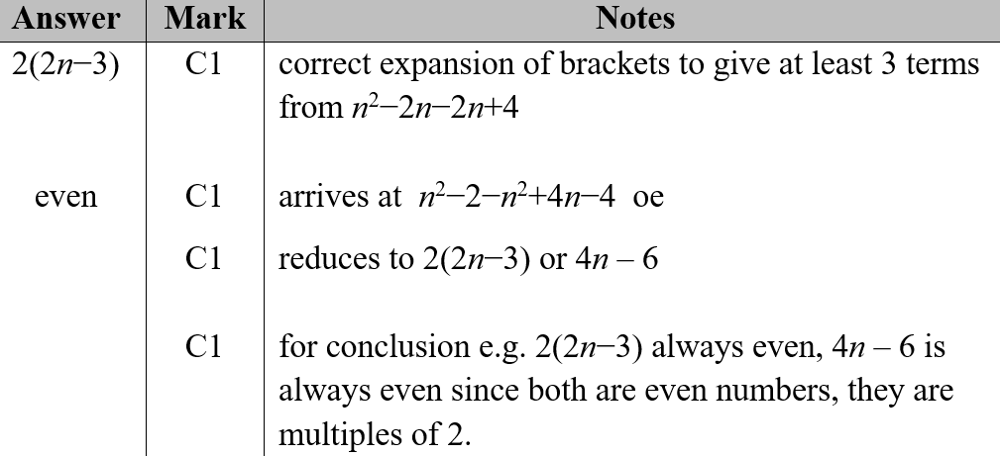 Answer Mark Notes
2(2n−3) C1 correct expansion of brackets to give at least 3 terms
from n²−2n−2n+4
even C1 arrives at n²−2−n²+4n−4 oe
C1 reduces to 2(2n−3) or 4n – 6
C1 for conclusion e.g. 2(2n−3) always even, 4n – 6 is
always even since both are even numbers, they are
multiples of 2.